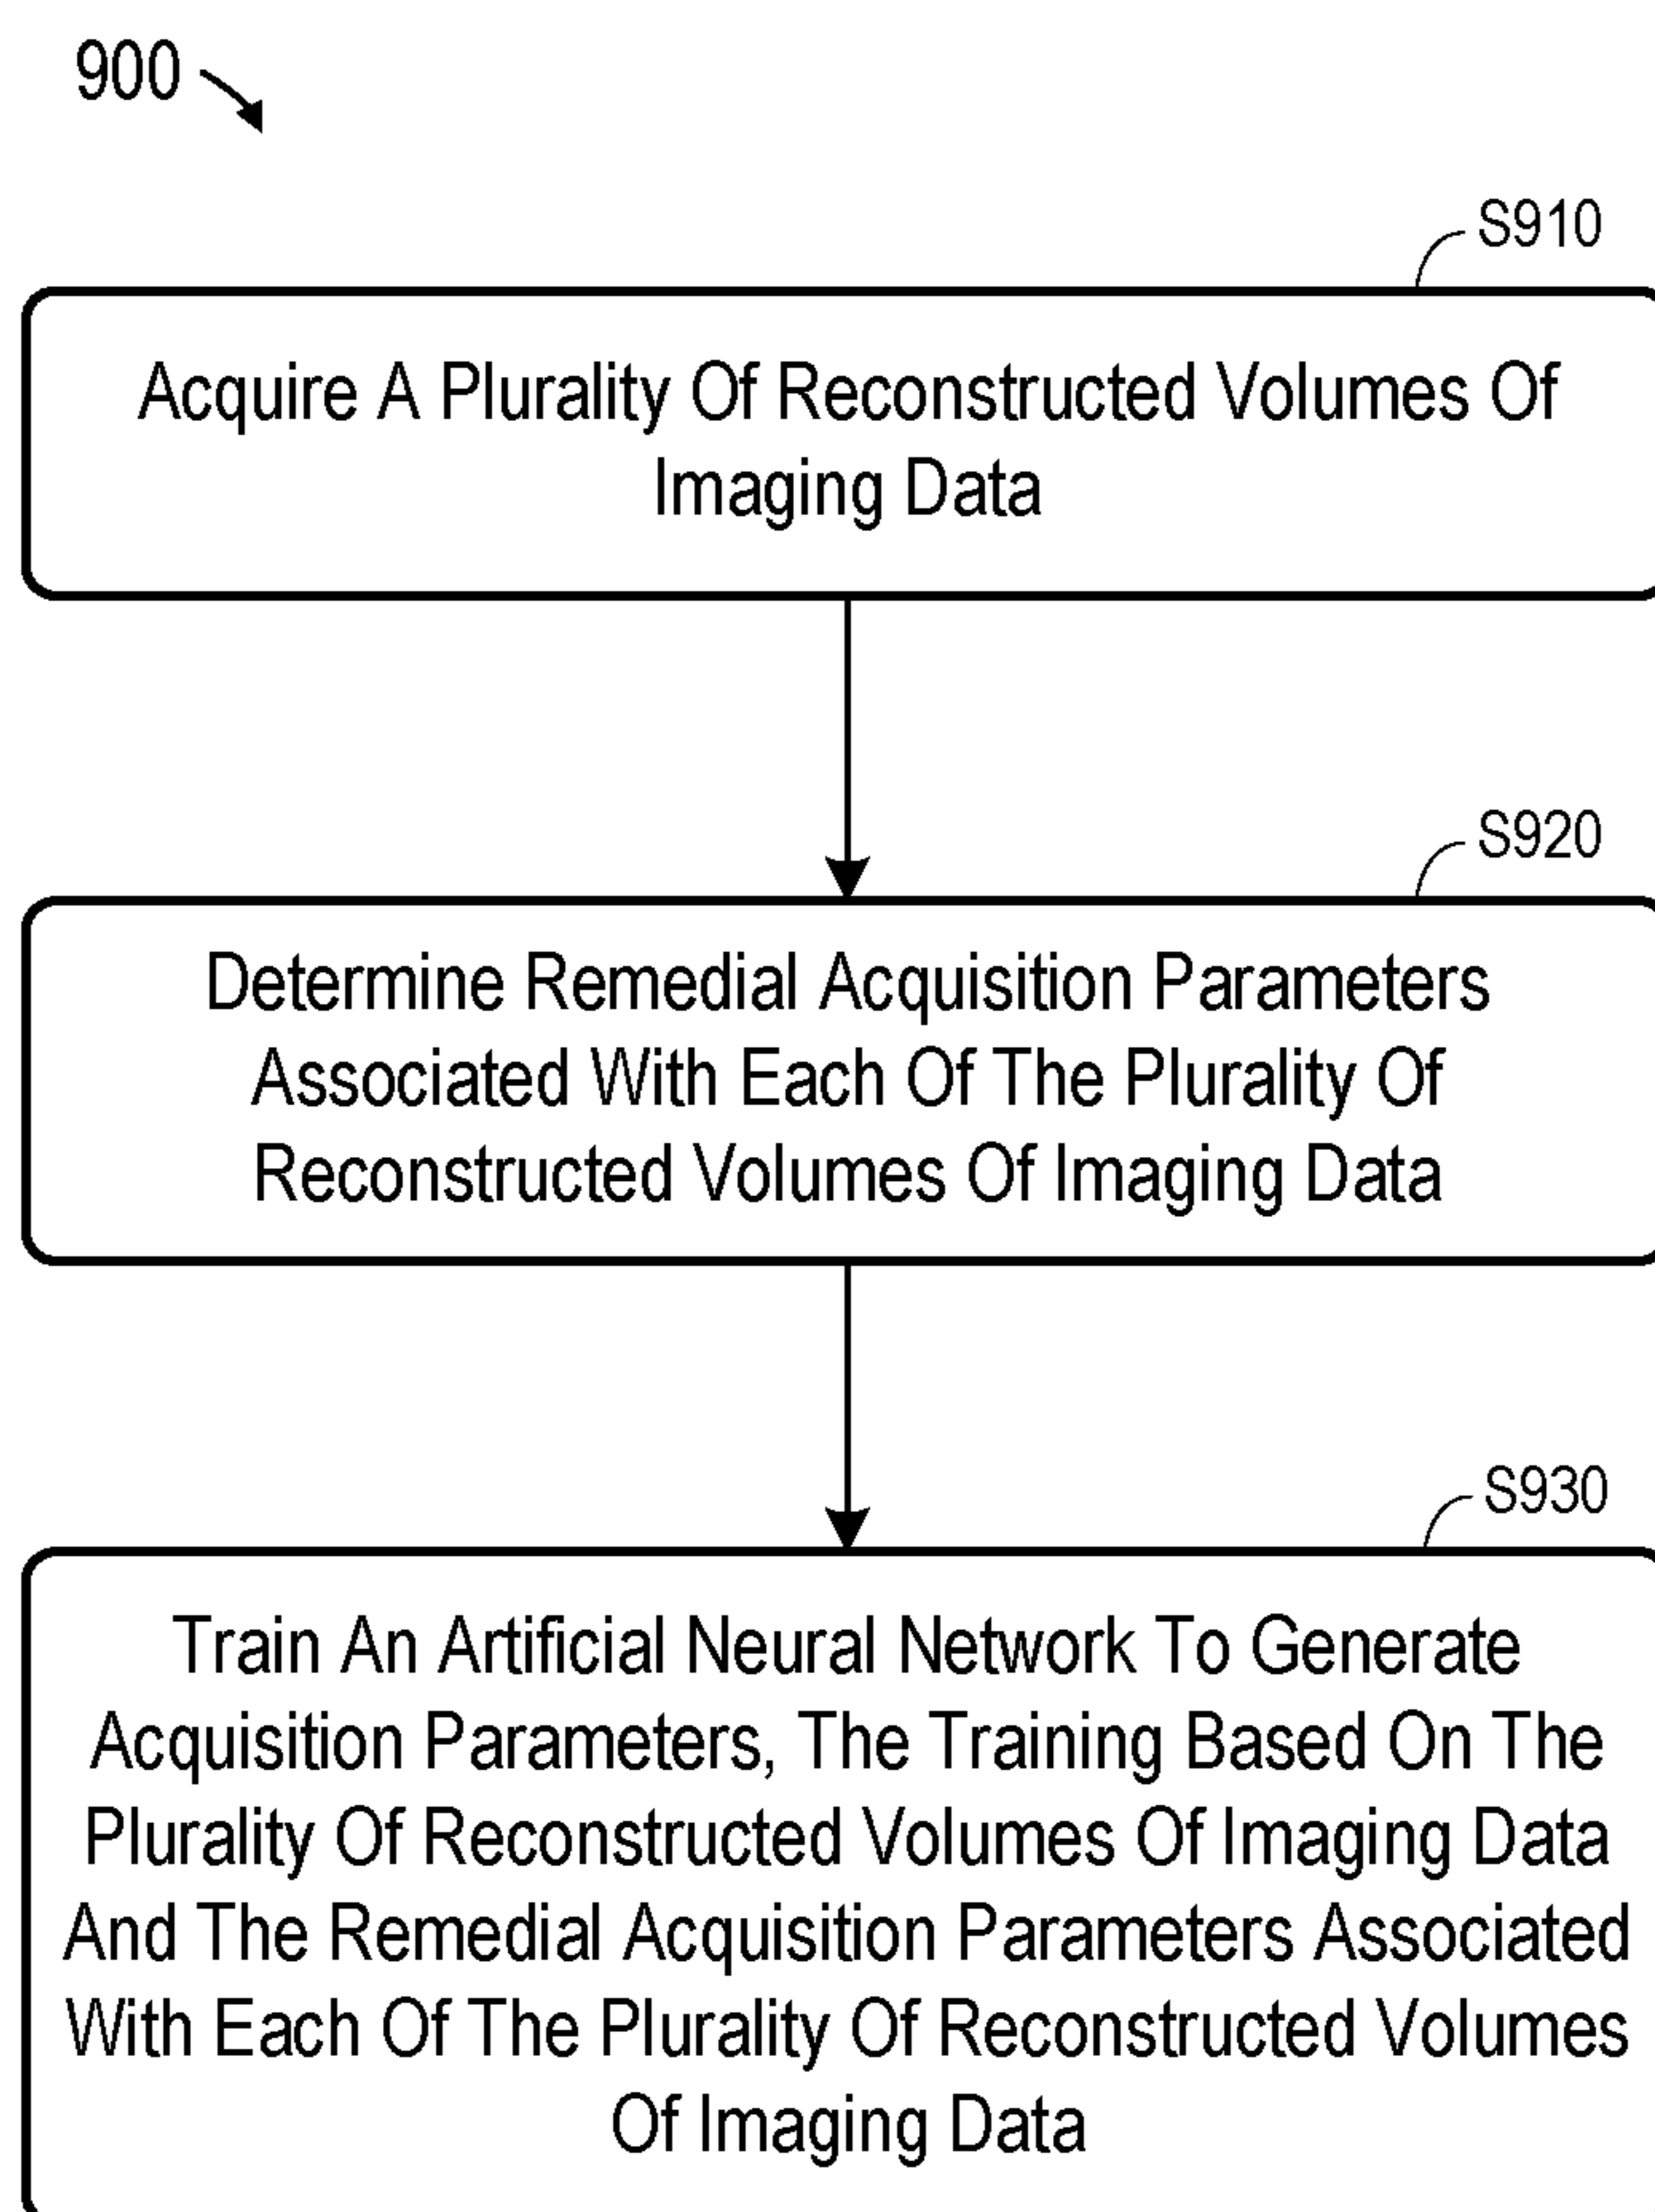 900
S910
Acquire A Plurality Of Reconstructed Volumes Of
Imaging Data
S920
Determine Remedial Acquisition Parameters
Associated With Each Of The Plurality Of
Reconstructed Volumes Of Imaging Data
S930
Train An Artificial Neural Network To Generate
Acquisition Parameters, The Training Based On The
Plurality Of Reconstructed Volumes Of Imaging Data
And The Remedial Acquisition Parameters Associated
With Each Of The Plurality Of Reconstructed Volumes
Of Imaging Data